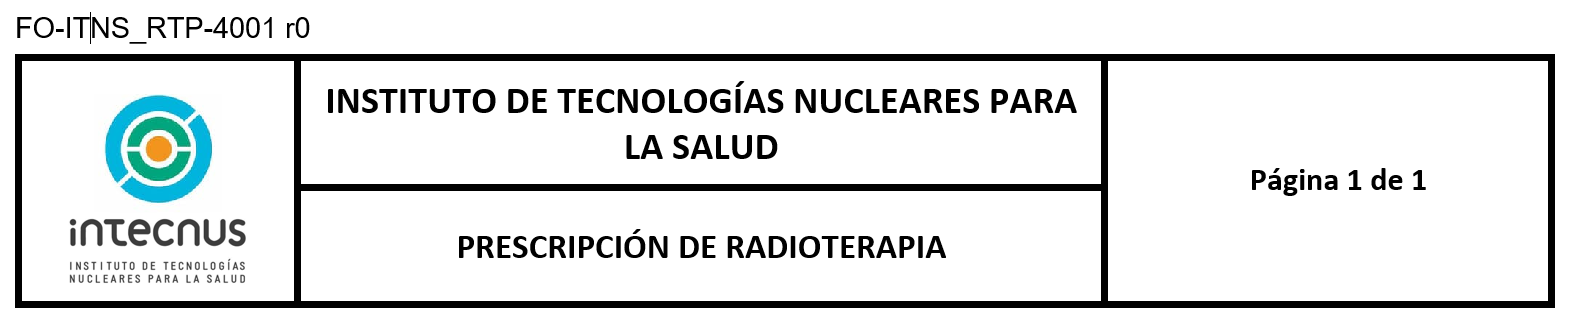 FO-ITNS_RTP-4001 r0
INSTITUTO DE TECNOLOGÍAS NUCLEARES PARA
LA SALUD
Página 1 de 1
intecnus
INSTITUTO DE TECNOLOGÍAS
NUCLEARES PARA LA SALUD
PRESCRIPCIÓN DE RADIOTERAPIA